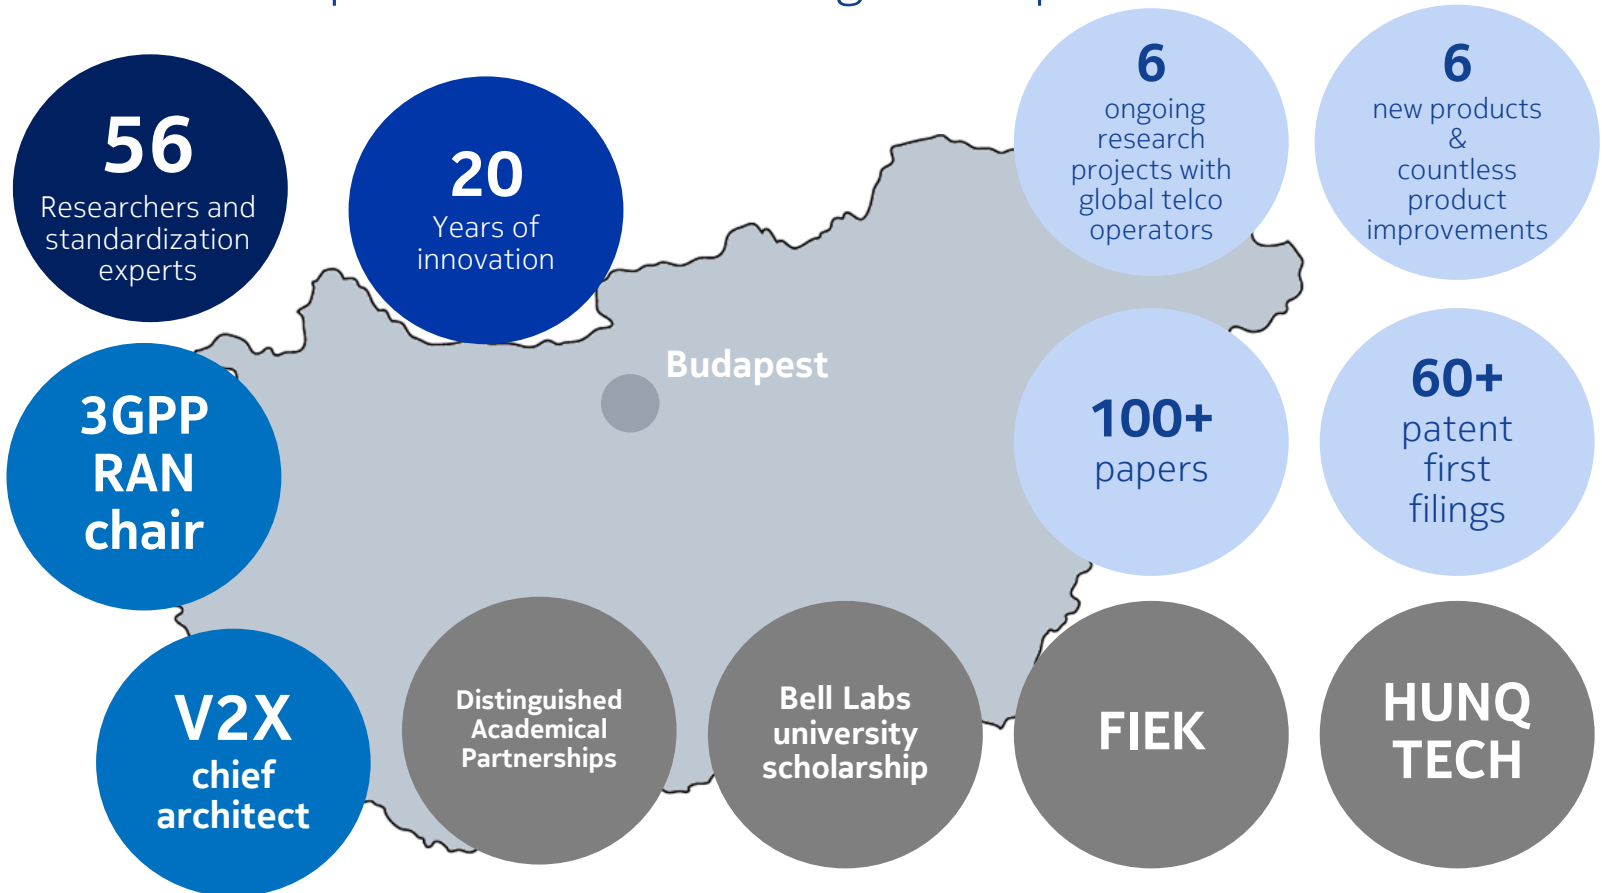 56
Researchers and
standardization
experts
20
Years of
innovation
6
ongoing
research
projects with
global telco
operators
6
new products
&
countless
product
improvements
3GPP
RAN
chair
Budapest
100+
papers
60+
patent
first
filings
V2X
chief
architect
Distinguished
Academical
Partnerships
Bell Labs
university
scholarship
FIEK
HUNQ
TECH